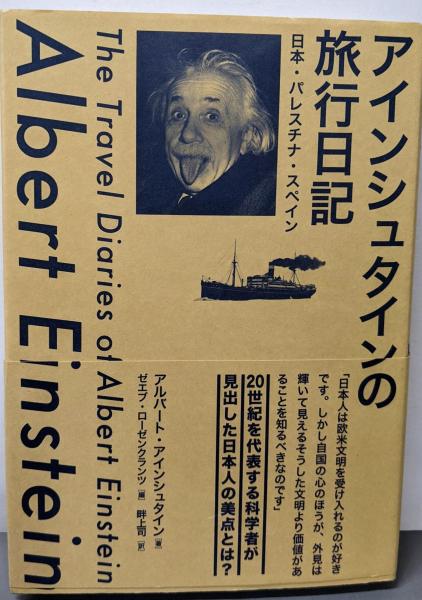 アインシュタインの
旅行日記
日本・パレスチナ・スペイン
The Travel Diaries of Albert Einstein
Albert Einstein
「日本人は欧米文明を受け入れるのが好き
です。しかし自国の心のほうが、外見は
輝いて見えるそうした文明より価値があ
ることを知るべきなのです」
20世紀を代表する科学者が
見出した日本人の美点とは?
アルバート・アインシュタイン 著
ゼエブ・ローゼンクランツ 編 畔上司 訳